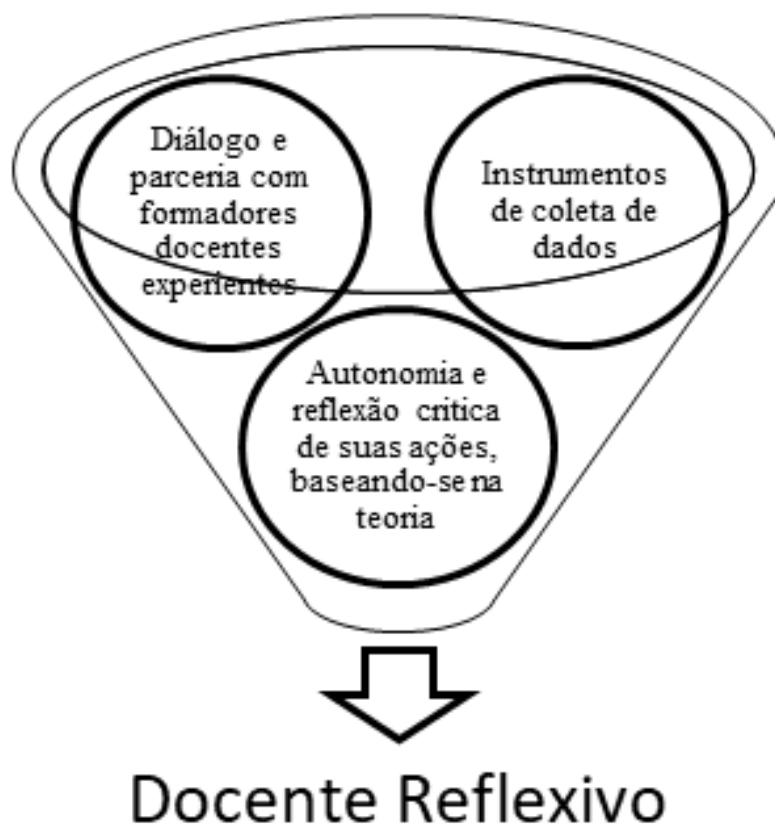 Diálogo e
parceria com
formadores
docentes
experientes
Instrumentos
de coleta de
dados
Autonomia e
reflexão critica
de suas ações,
baseando-se na
teoria
Docente Reflexivo